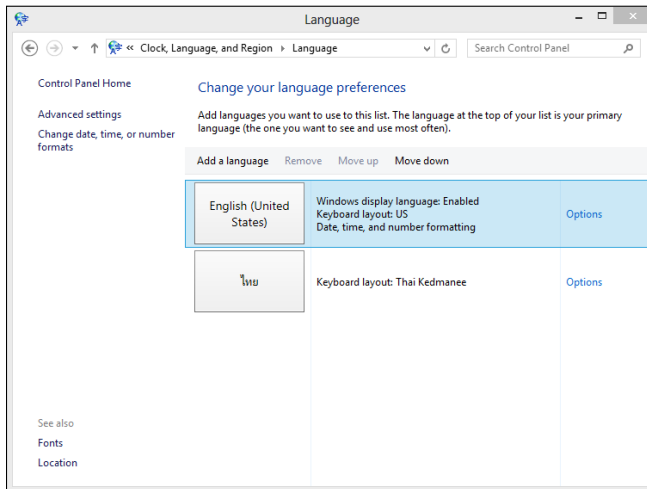 Language
« Clock, Language, and Region Language
Search Control Panel
Control Panel Home
Advanced settings
Change date, time, or number
formats
Change your language preferences
Add languages you want to use to this list. The language at the top of your list is your primary
language (the one you want to see and use most often).
Add a language Remove Move up Move down
English (United
States)
Windows display language: Enabled
Keyboard layout: US
Date, time, and number formatting
Options
ไทย
Keyboard layout: Thai Kedmanee
Options
See also
Fonts
Location